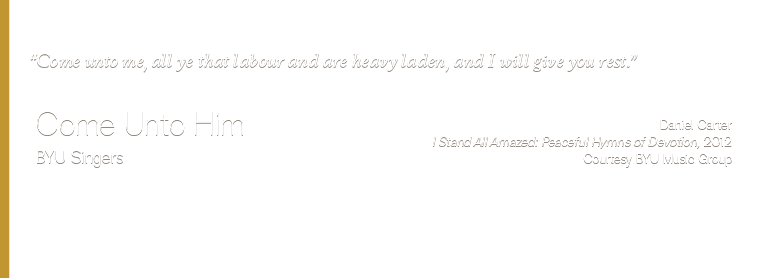 “Come unto me, all ye that labour and are heavy laden, and I will give you rest.”
Come Unto Him
BYU Singers
Daniel Carter
I Stand All Amazed: Peaceful Hymns of Devotion, 2012
Courtesy BYU Music Group